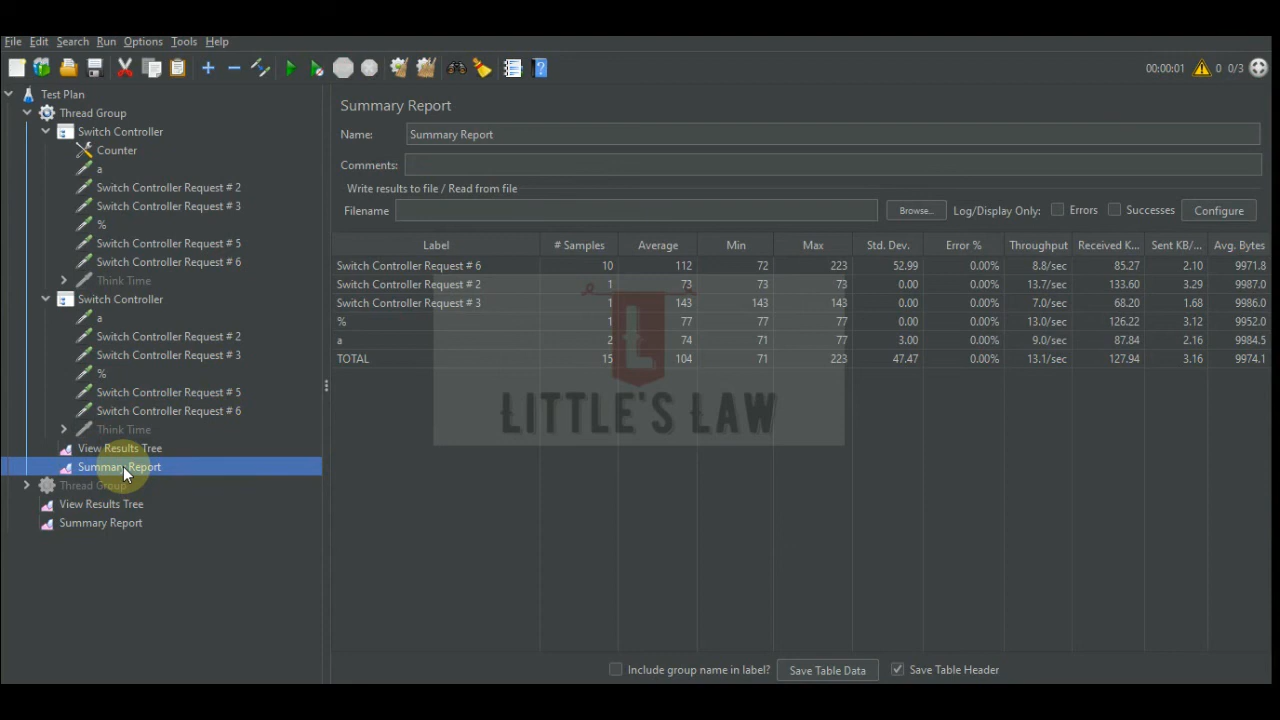 File Edit Search Run Options Tools Help
00:00:01 0 0/3
Test Plan
Thread Group
Switch Controller
Counter
a
Switch Controller Request # 2
Switch Controller Request # 3
%
Switch Controller Request # 5
Switch Controller Request # 6
Think Time
Switch Controller
a
Switch Controller Request # 2
Switch Controller Request # 3
%
Switch Controller Request # 5
Switch Controller Request # 6
Think Time
View Results Tree
Summary Report
Thread Group
View Results Tree
Summary Report
Summary Report
Name: Summary Report
Comments:
Write results to file / Read from file
Filename Browse... Log/Display Only: Errors Successes Configure
Label # Samples Average Min Max Std. Dev. Error % Throughput Received K... Sent KB/... Avg. Bytes
Switch Controller Request # 6 10 112 72 223 52.99 0.00% 8.8/sec 85.27 2.10 9971.8
Switch Controller Request # 2 1 73 73 73 0.00 0.00% 13.7/sec 133.60 3.29 9987.0
Switch Controller Request # 3 1 143 143 143 0.00 0.00% 7.0/sec 68.20 1.68 9986.0
% 1 77 77 77 0.00 0.00% 13.0/sec 126.22 3.12 9952.0
a 2 74 71 77 3.00 0.00% 9.0/sec 87.84 2.16 9984.5
TOTAL 15 104 71 223 47.47 0.00% 13.1/sec 127.94 3.16 9974.1
L
LITTLE'S LAW
Include group name in label? Save Table Data Save Table Header